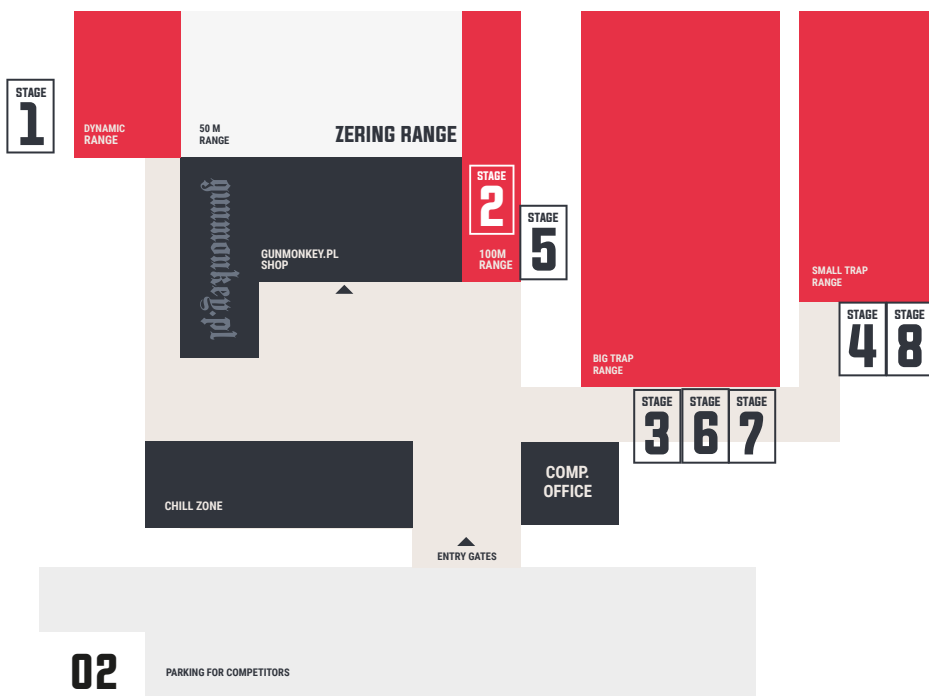 STAGE
1
DYNAMIC
RANGE
50 M
RANGE
ZERING RANGE
gunmonkey.pl
GUNMONKEY.PL
SHOP
STAGE
2
100M
RANGE
STAGE
5
BIG TRAP
RANGE
SMALL TRAP
RANGE
STAGE
4
STAGE
8
STAGE
3
STAGE
6
STAGE
7
CHILL ZONE
COMP.
OFFICE
ENTRY GATES
02
PARKING FOR COMPETITORS